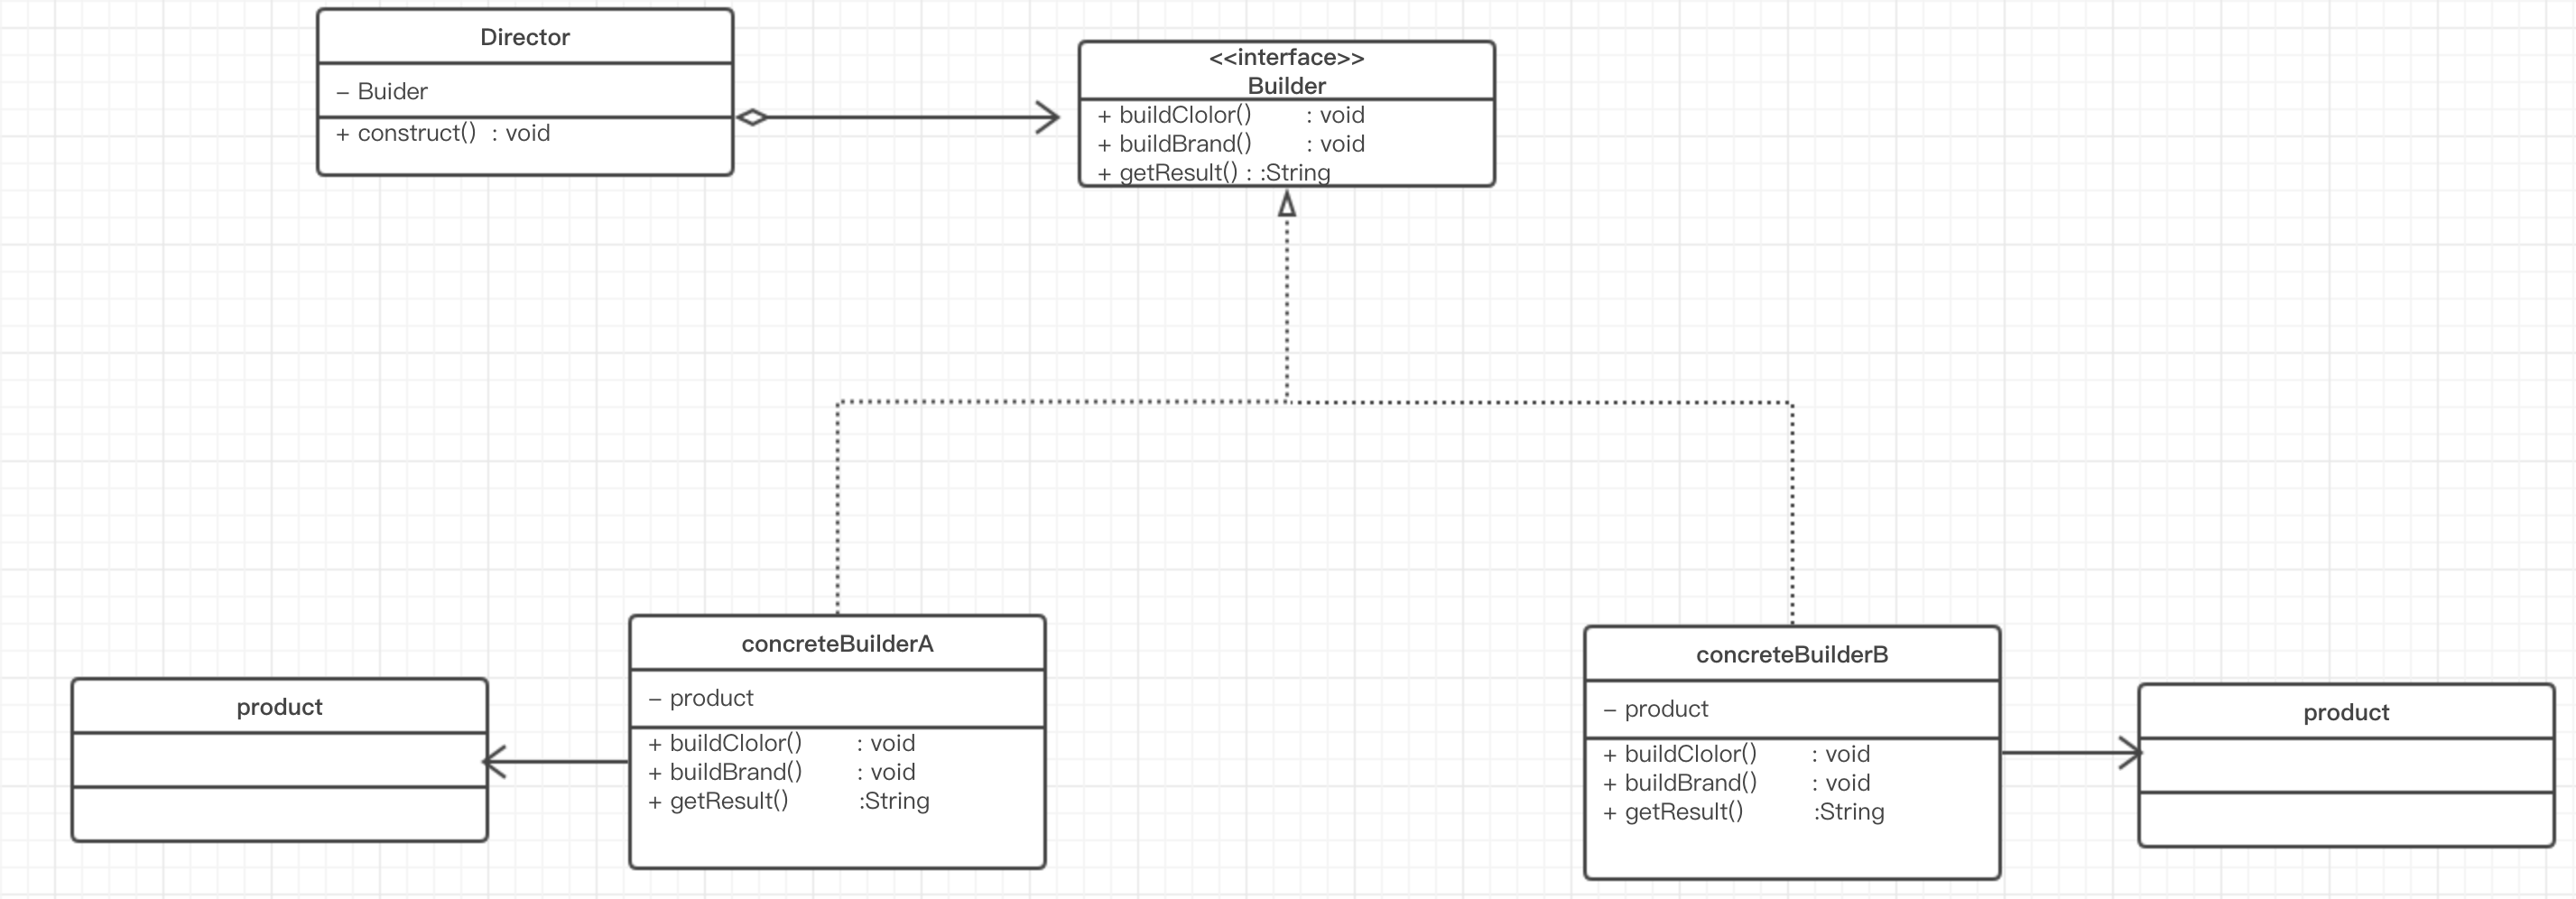 Director
– Buider
+ construct() : void
<<interface>>
Builder
+ buildClolor() : void
+ buildBrand() : void
+ getResult() : :String
concreteBuilderA
– product
+ buildClolor() : void
+ buildBrand() : void
+ getResult() :String
product
concreteBuilderB
– product
+ buildClolor() : void
+ buildBrand() : void
+ getResult() :String
product